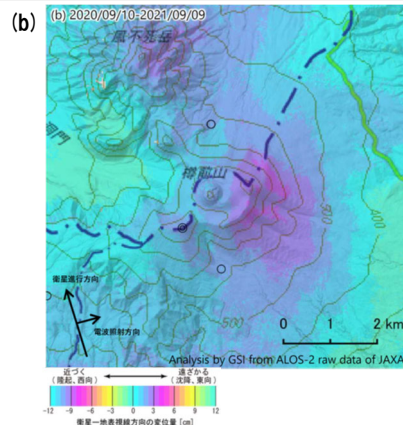 (b)
(b) 2020/09/10-2021/09/09
風不死岳
樽前山
500
500
400
衛星進行方向
電波照射方向
0 1 2 km
Analysis by GSI from ALOS-2 raw data of JAXA
近づく
(隆起、西向)
遠ざかる
(沈降、東向)
-12 -9 -6 -3 0 3 6 9 12
衛星―地表視線方向の変位量 [cm]